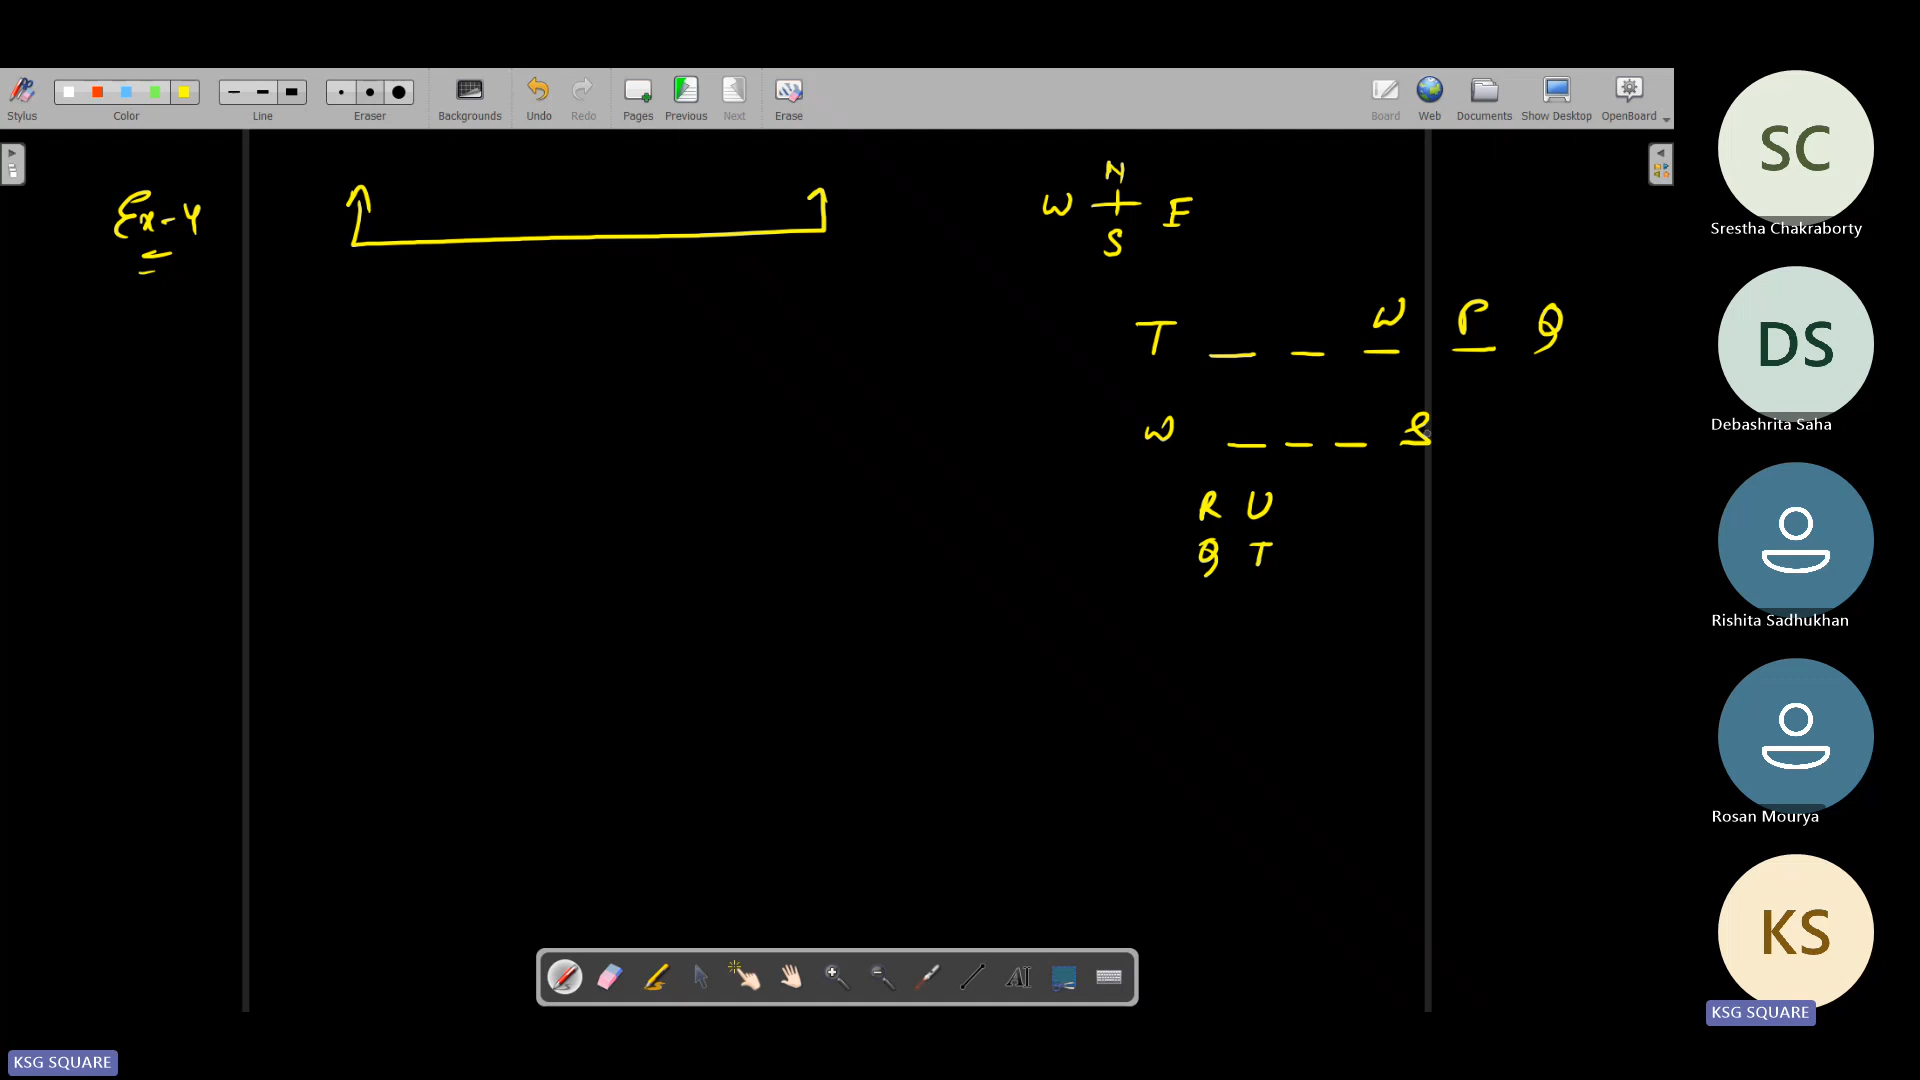 Stylus Color Line Eraser Backgrounds Undo Redo Pages Previous Next Erase Board Web Documents Show Desktop OpenBoard
Ex-4
N
W E
S
T _ _ W P Q
W _ _ _ S
R U
Q T
SC
Srestha Chakraborty
DS
Debashrita Saha
Rishita Sadhukhan
Rosan Mourya
KS
KSG SQUARE
AI
KSG SQUARE